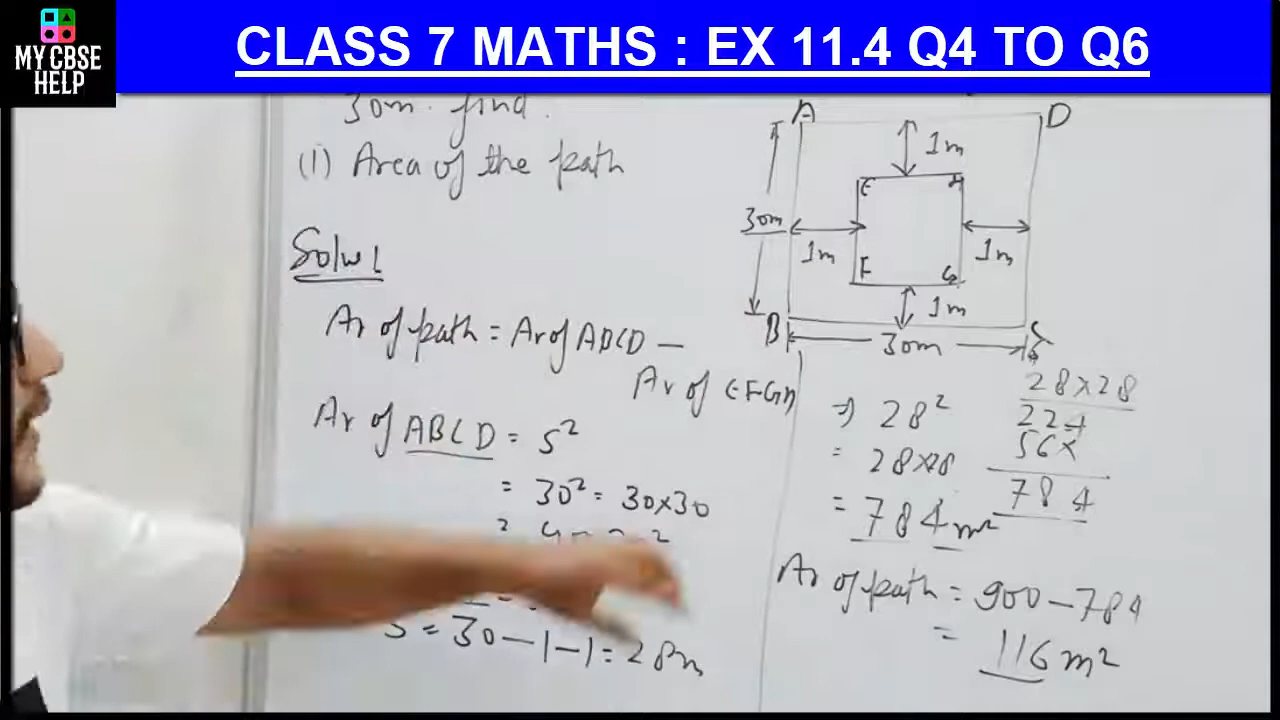 MY CBSE
HELP
CLASS 7 MATHS : EX 11.4 Q4 TO Q6
30m. find.
(1) Area of the path
Ar of path = Ar of ABCD —
Ar of EFGH
Ar of ABCD = S²
= 30² = 30×30
S = 30 — 1 — 1 = 28m
A
D
1m
E
H
30m
1m
1m
F
G
1m
B
C
30m
⇒ 28²
= 28×28
= 784 m²
28×28
224
56×
784
Ar of path = 900 — 784
= 116 m²